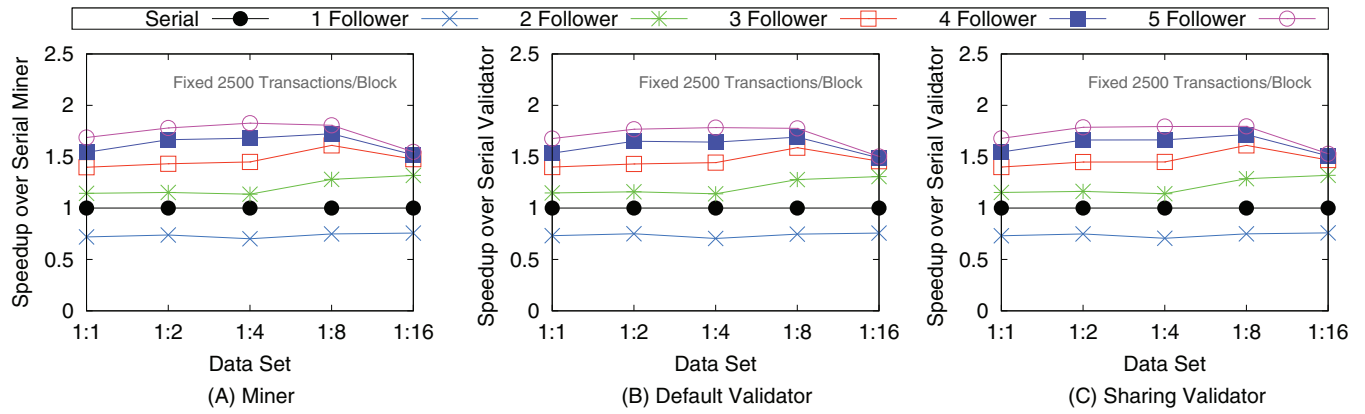 Serial 1 Follower 2 Follower 3 Follower 4 Follower 5 Follower
Speedup over Serial Miner
2.5
2
1.5
1
0.5
0
Fixed 2500 Transactions/Block
1:1 1:2 1:4 1:8 1:16
Data Set
(A) Miner
Speedup over Serial Validator
2.5
2
1.5
1
0.5
0
Fixed 2500 Transactions/Block
1:1 1:2 1:4 1:8 1:16
Data Set
(B) Default Validator
Speedup over Serial Validator
2.5
2
1.5
1
0.5
0
Fixed 2500 Transactions/Block
1:1 1:2 1:4 1:8 1:16
Data Set
(C) Sharing Validator